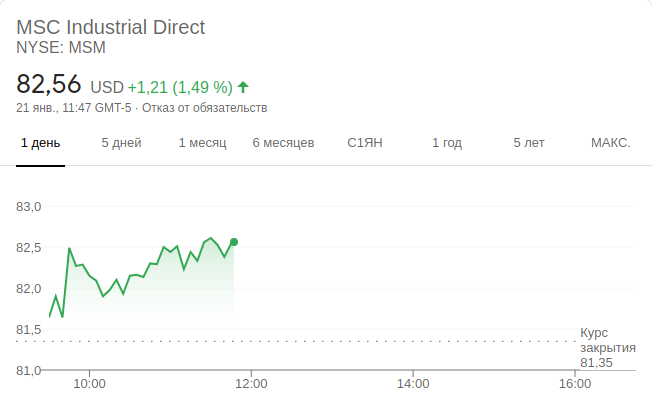 MSC Industrial Direct
NYSE: MSM
82,56 USD +1,21 (1,49 %)
21 янв., 11:47 GMT-5 · Отказ от обязательств
1 день 5 дней 1 месяц 6 месяцев С1ЯН 1 год 5 лет МАКС.
83,0
82,5
82,0
81,5
Курс
закрытия
81,35
81,0
10:00 12:00 14:00 16:00